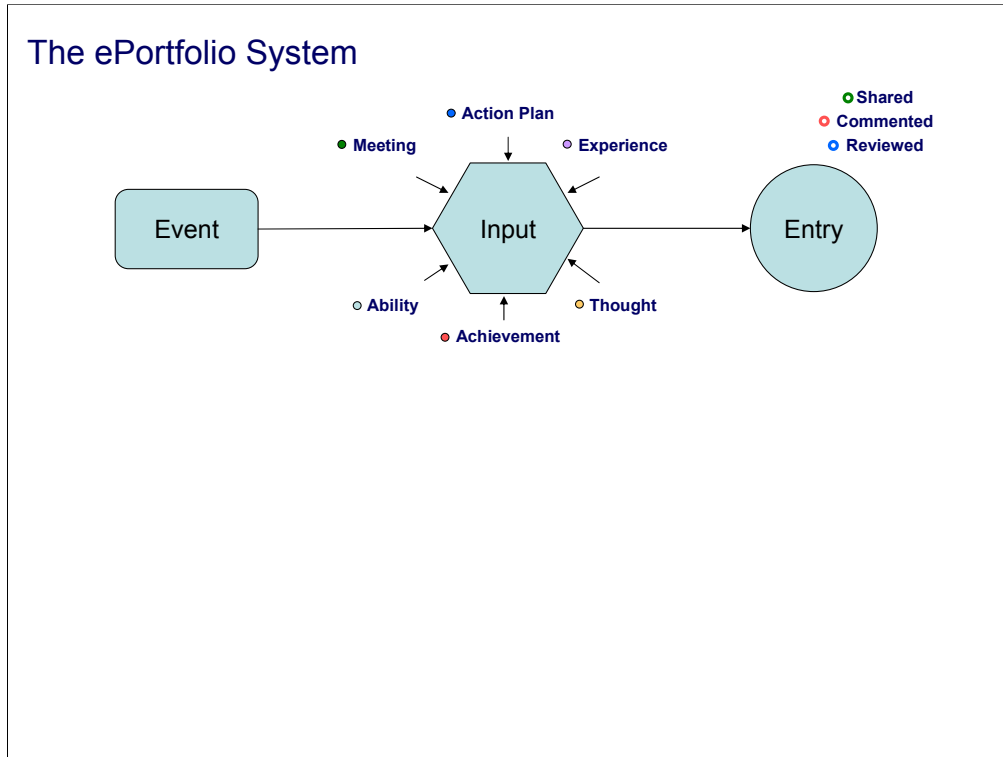 The ePortfolio System
Shared
Action Plan
Commented
Meeting
Experience
Reviewed
Event
Input
Entry
Ability
Thought
Achievement